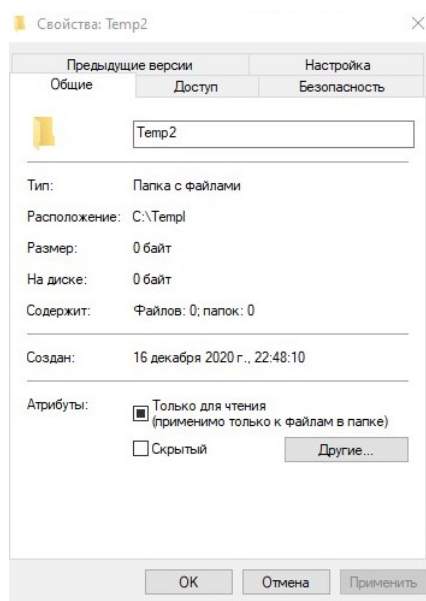 Свойства: Temp2
Предыдущие версии Настройка
Общие Доступ Безопасность
Temp2
Тип: Папка с файлами
Расположение: C:\Templ
Размер: 0 байт
На диске: 0 байт
Содержит: Файлов: 0; папок: 0
Создан: 16 декабря 2020 г., 22:48:10
Атрибуты: Только для чтения
(применимо только к файлам в папке)
Скрытый Другие...
OK Отмена Применить